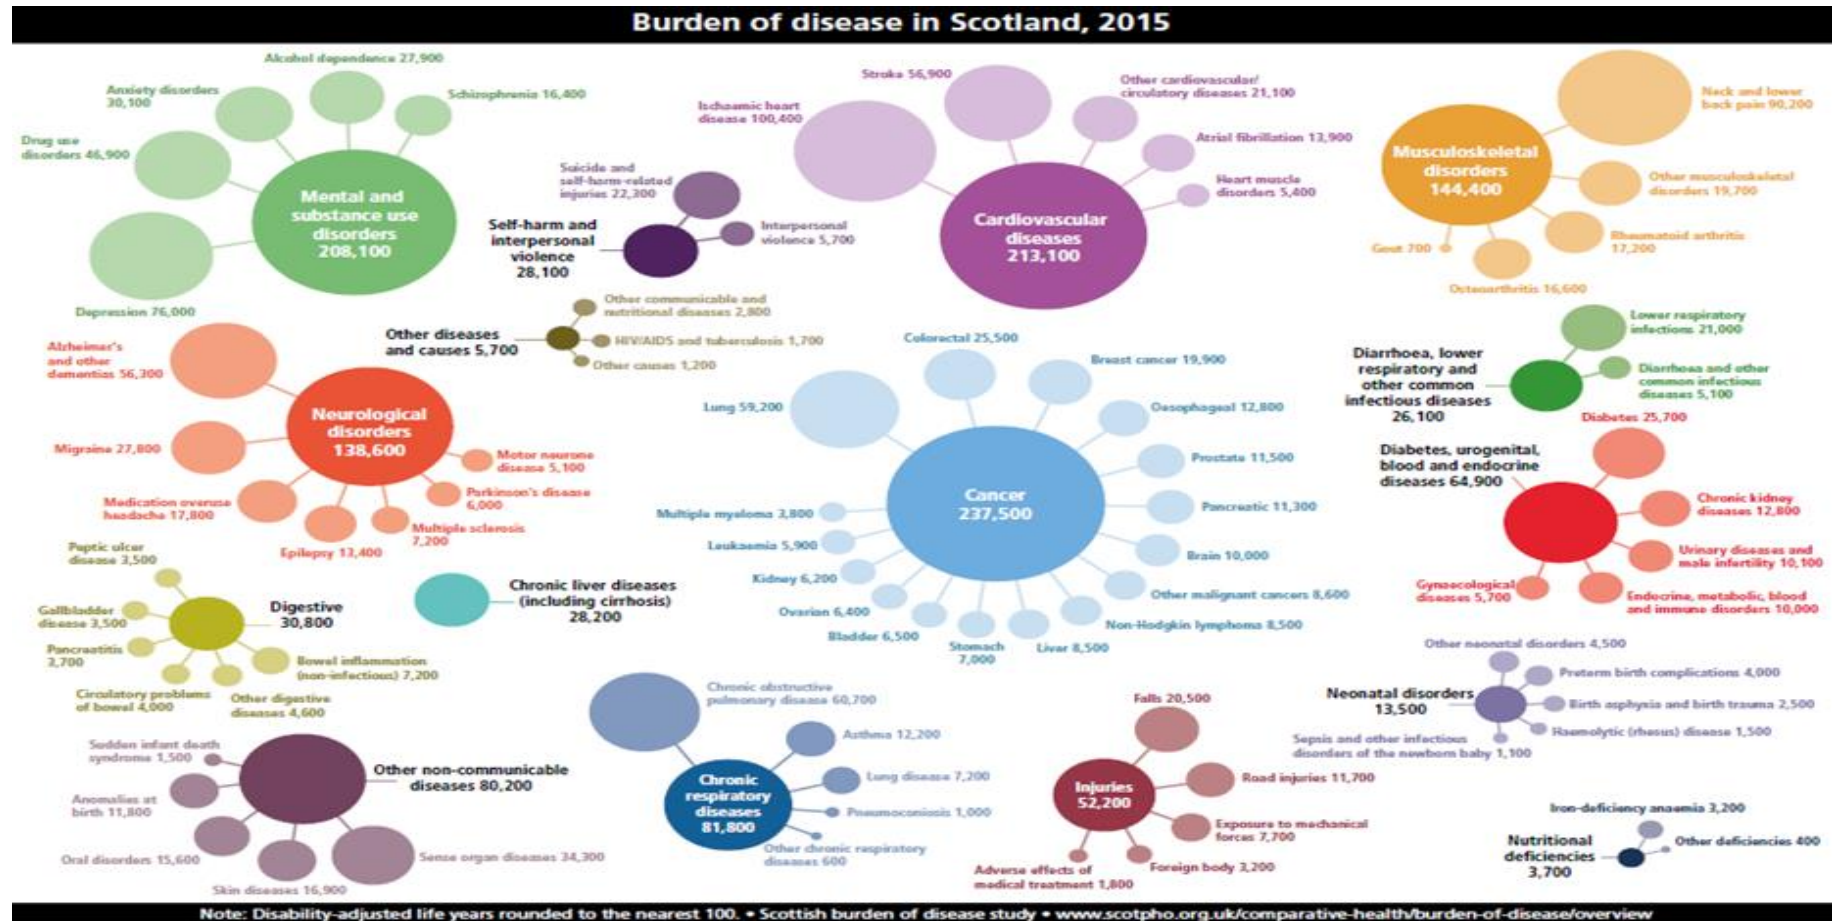 Burden of disease in Scotland, 2015
Alcohol dependence 27,900
Anxiety disorders
30,100
Schizophrenia 16,400
Drug use
disorders 46,900
Mental and
substance use
disorders
208,100
Depression 76,000
Suicide and
self-harm-related
injuries 22,300
Self-harm and
interpersonal
violence
28,100
Interpersonal
violence 5,700
Stroke 56,900
Ischaemic heart
disease 100,400
Other cardiovascular/
circulatory diseases 21,100
Atrial fibrillation 13,900
Heart muscle
disorders 5,400
Cardiovascular
diseases
213,100
Neck and lower
back pain 90,200
Musculoskeletal
disorders
144,400
Other musculoskeletal
disorders 19,700
Rheumatoid arthritis
17,200
Gout 700
Osteoarthritis 16,600
Other communicable and
nutritional diseases 2,800
Other diseases
and causes 5,700
HIV/AIDS and tuberculosis 1,700
Other causes 1,200
Alzheimer's
and other
dementias 56,300
Neurological
disorders
138,600
Migraine 27,800
Motor neurone
disease 5,100
Parkinson's disease
6,000
Medication overuse
headache 17,800
Multiple sclerosis
7,200
Epilepsy 13,400
Colorectal 25,500
Breast cancer 19,900
Lung 59,200
Oesophageal 12,800
Prostate 11,500
Cancer
237,500
Pancreatic 11,300
Multiple myeloma 3,800
Leukaemia 5,900
Brain 10,000
Kidney 6,200
Other malignant cancers 8,600
Ovarian 6,400
Non-Hodgkin lymphoma 8,500
Bladder 6,500
Stomach
7,000
Liver 8,500
Lower respiratory
infections 21,000
Diarrhoea, lower
respiratory and
other common
infectious diseases
26,100
Diarrhoea and other
common infectious
diseases 5,100
Diabetes 25,700
Diabetes, urogenital,
blood and endocrine
diseases 64,900
Chronic kidney
diseases 12,800
Urinary diseases and
male infertility 10,100
Gynaecological
diseases 5,700
Endocrine, metabolic, blood
and immune disorders 10,000
Peptic ulcer
disease 3,500
Gallbladder
disease 3,500
Digestive
30,800
Pancreatitis
3,700
Bowel inflammation
(non-infectious) 7,200
Circulatory problems
of bowel 4,000
Other digestive
diseases 4,600
Chronic liver diseases
(including cirrhosis)
28,200
Other neonatal disorders 4,500
Preterm birth complications 4,000
Neonatal disorders
13,500
Birth asphyxia and birth trauma 2,500
Haemolytic (rhesus) disease 1,500
Sepsis and other infectious
disorders of the newborn baby 1,100
Sudden infant death
syndrome 1,500
Other non-communicable
diseases 80,200
Anomalies at
birth 11,800
Oral disorders 15,600
Sense organ diseases 34,300
Skin diseases 16,900
Chronic obstructive
pulmonary disease 60,700
Asthma 12,200
Lung disease 7,200
Chronic
respiratory
diseases
81,800
Pneumoconiosis 1,000
Other chronic respiratory
diseases 600
Falls 20,500
Injuries
52,200
Road injuries 11,700
Exposure to mechanical
forces 7,700
Foreign body 3,200
Adverse effects of
medical treatment 1,800
Iron-deficiency anaemia 3,200
Nutritional
deficiencies
3,700
Other deficiencies 400
Note: Disability-adjusted life years rounded to the nearest 100. • Scottish burden of disease study • www.scotpho.org.uk/comparative-health/burden-of-disease/overview